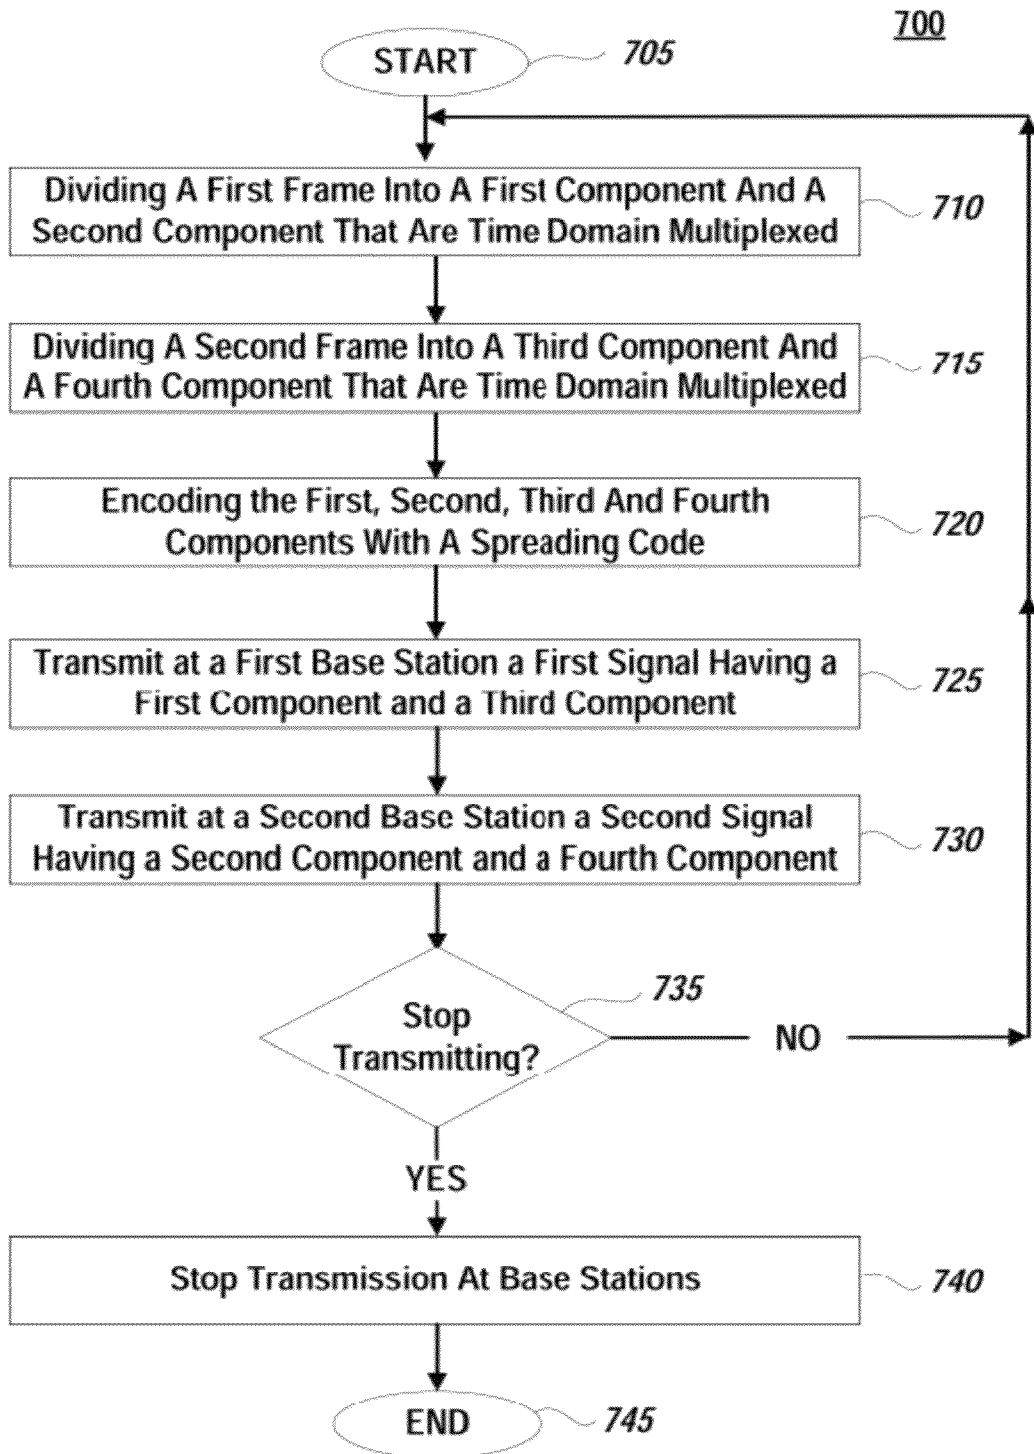 700
START
705
Dividing A First Frame Into A First Component And A
Second Component That Are Time Domain Multiplexed
710
Dividing A Second Frame Into A Third Component And
A Fourth Component That Are Time Domain Multiplexed
715
Encoding the First, Second, Third And Fourth
Components With A Spreading Code
720
Transmit at a First Base Station a First Signal Having a
First Component and a Third Component
725
Transmit at a Second Base Station a Second Signal
Having a Second Component and a Fourth Component
730
735
Stop
Transmitting?
NO
YES
Stop Transmission At Base Stations
740
END
745